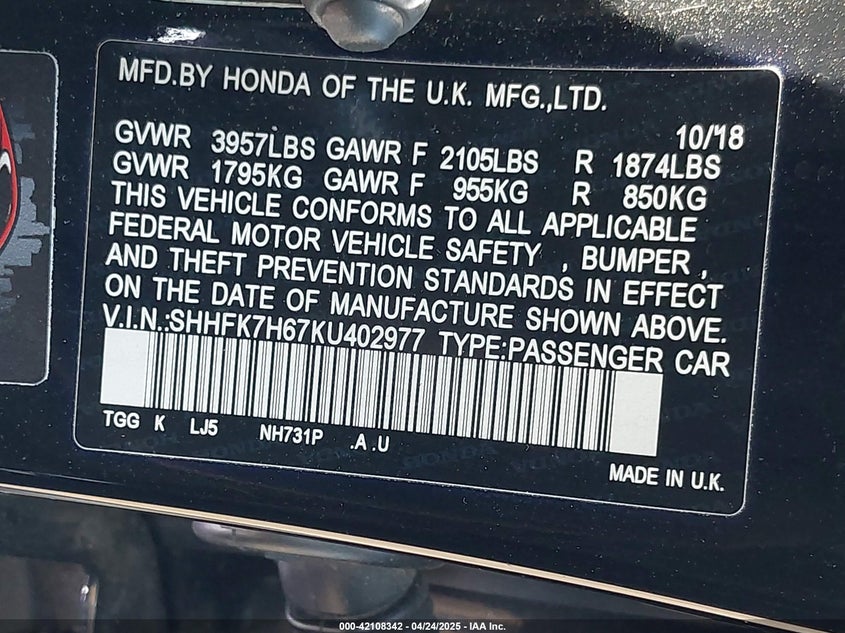 MFD.BY HONDA OF THE U.K. MFG.,LTD.
10/18
GVWR 3957LBS GAWR F 2105LBS R 1874LBS
GVWR 1795KG GAWR F 955KG R 850KG
THIS VEHICLE CONFORMS TO ALL APPLICABLE
FEDERAL MOTOR VEHICLE SAFETY , BUMPER ,
AND THEFT PREVENTION STANDARDS IN EFFECT
ON THE DATE OF MANUFACTURE SHOWN ABOVE.
V.I.N.:SHHFK7H67KU402977 TYPE:PASSENGER CAR
TGG K LJ5 NH731P .A .U
MADE IN U.K.
000-42108342 - 04/24/2025 - IAA Inc.